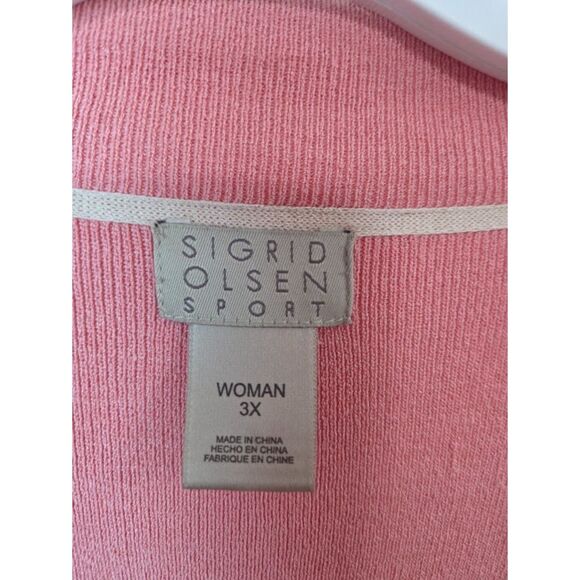 SIGRID
OLSEN
SPORT
WOMAN
3X
MADE IN CHINA
HECHO EN CHINA
FABRIQUE EN CHINE